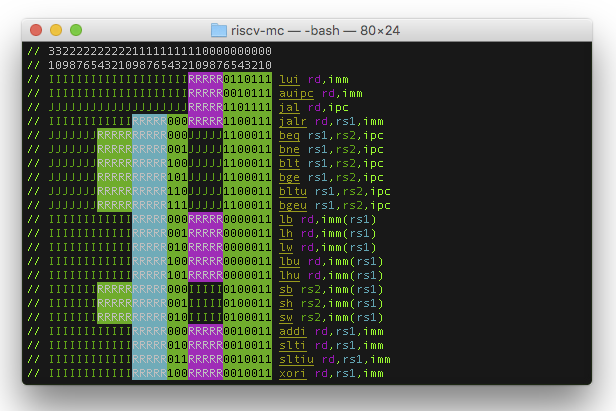 riscv-mc — -bash — 80×24
// 33222222222211111111110000000000
// 10987654321098765432109876543210
// IIIIIIIIIIIIIIIIIIIIRRRRR0110111 lui rd,imm
// IIIIIIIIIIIIIIIIIIIIRRRRR0010111 auipc rd,imm
// JJJJJJJJJJJJJJJJJJJJRRRRR1101111 jal rd,ipc
// IIIIIIIIIIIIRRRRR000RRRRR1100111 jalr rd,rs1,imm
// JJJJJJJRRRRRRRRRR000JJJJJ1100011 beq rs1,rs2,ipc
// JJJJJJJRRRRRRRRRR001JJJJJ1100011 bne rs1,rs2,ipc
// JJJJJJJRRRRRRRRRR100JJJJJ1100011 blt rs1,rs2,ipc
// JJJJJJJRRRRRRRRRR101JJJJJ1100011 bge rs1,rs2,ipc
// JJJJJJJRRRRRRRRRR110JJJJJ1100011 bltu rs1,rs2,ipc
// JJJJJJJRRRRRRRRRR111JJJJJ1100011 bgeu rs1,rs2,ipc
// IIIIIIIIIIIIRRRRR000RRRRR0000011 lb rd,imm(rs1)
// IIIIIIIIIIIIRRRRR001RRRRR0000011 lh rd,imm(rs1)
// IIIIIIIIIIIIRRRRR010RRRRR0000011 lw rd,imm(rs1)
// IIIIIIIIIIIIRRRRR100RRRRR0000011 lbu rd,imm(rs1)
// IIIIIIIIIIIIRRRRR101RRRRR0000011 lhu rd,imm(rs1)
// IIIIIIIRRRRRRRRRR000IIIII0100011 sb rs2,imm(rs1)
// IIIIIIIRRRRRRRRRR001IIIII0100011 sh rs2,imm(rs1)
// IIIIIIIRRRRRRRRRR010IIIII0100011 sw rs2,imm(rs1)
// IIIIIIIIIIIIRRRRR000RRRRR0010011 addi rd,rs1,imm
// IIIIIIIIIIIIRRRRR010RRRRR0010011 slti rd,rs1,imm
// IIIIIIIIIIIIRRRRR011RRRRR0010011 sltiu rd,rs1,imm
// IIIIIIIIIIIIRRRRR100RRRRR0010011 xori rd,rs1,imm